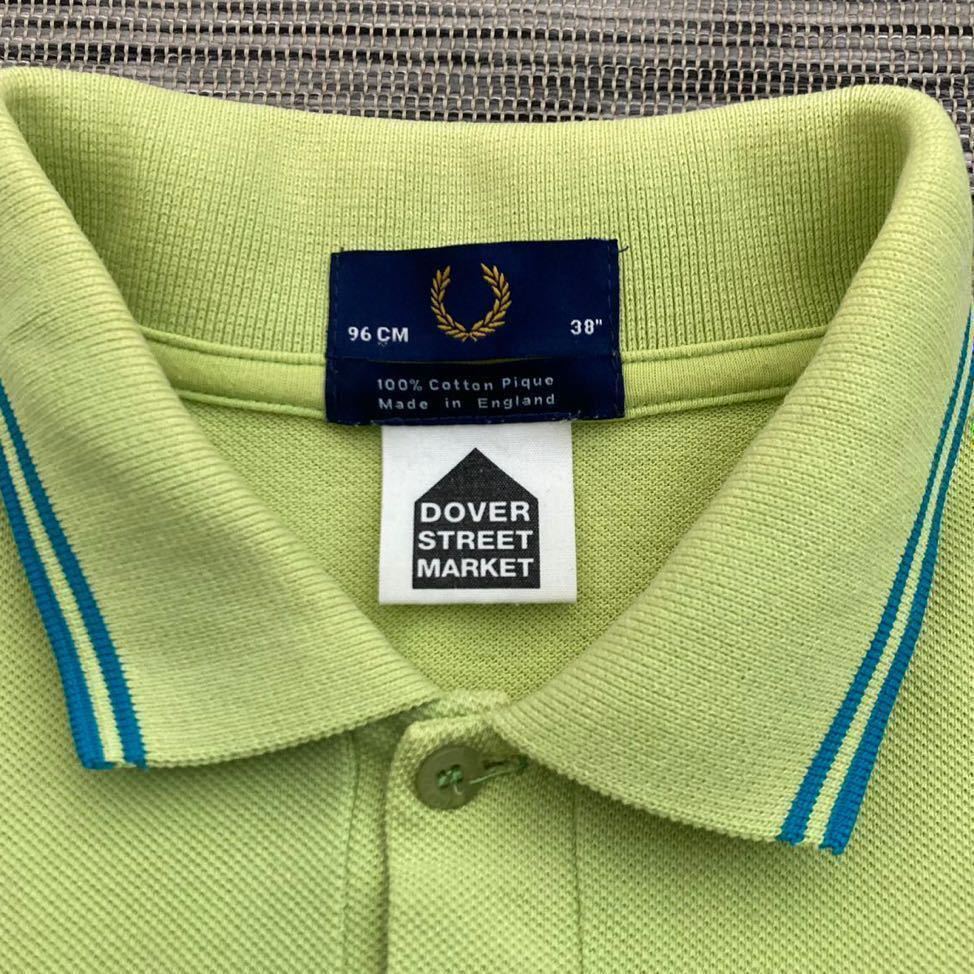 96 CM 38"
100% Cotton Pique
Made in England
DOVER
STREET
MARKET